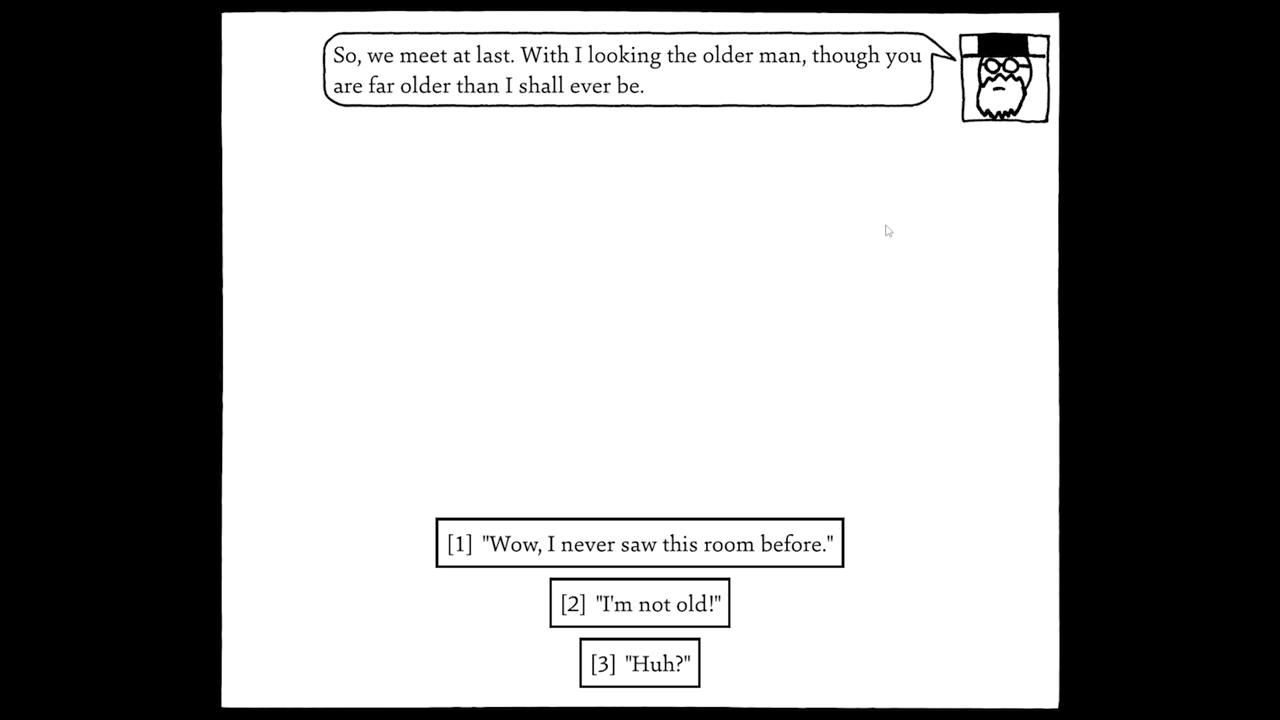 So, we meet at last. With I looking the older man, though you
are far older than I shall ever be.
[1] "Wow, I never saw this room before."
[2] "I'm not old!"
[3] "Huh?"